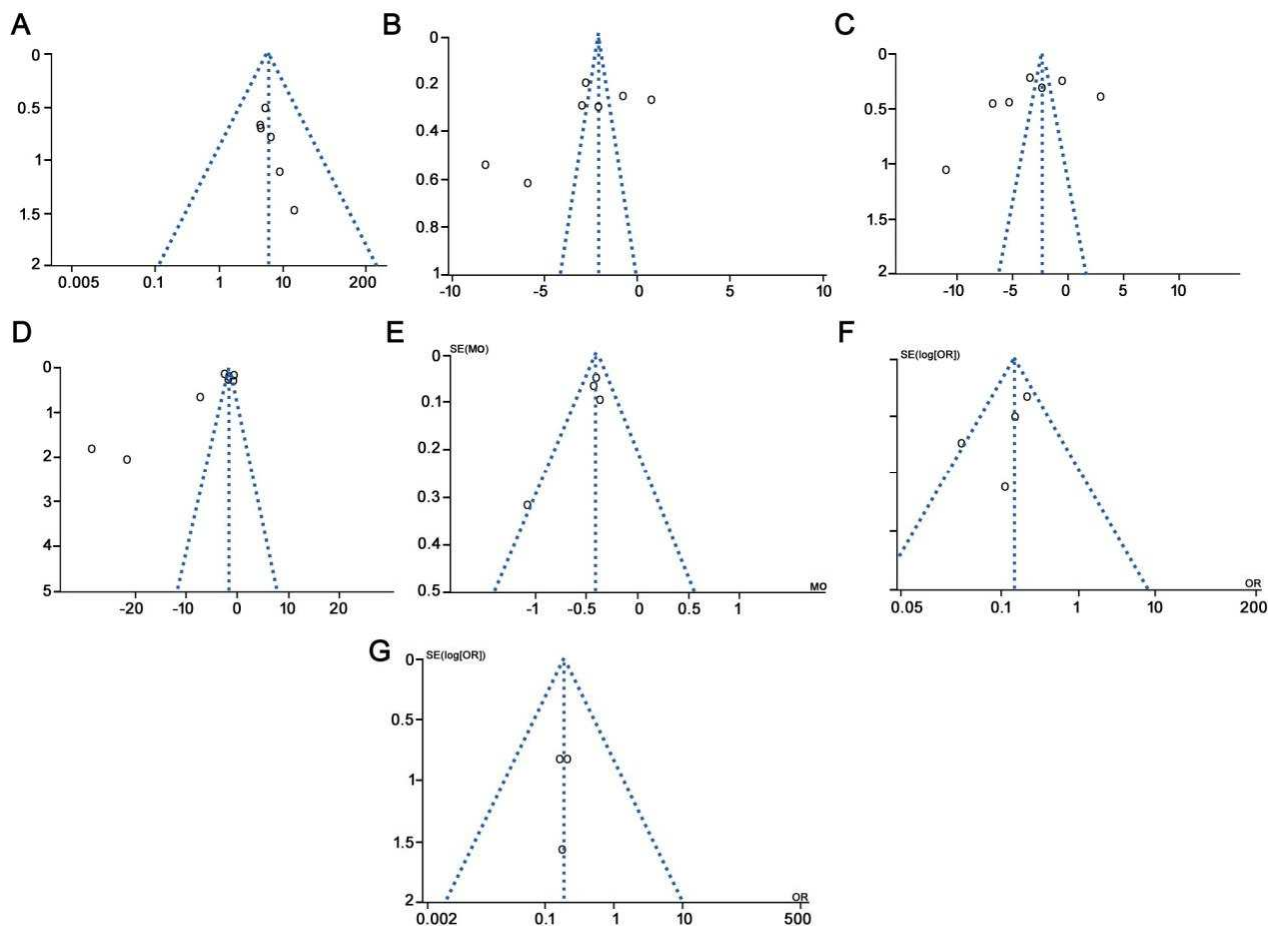 A
0
0.5
1
1.5
2
0.005 0.1 1 10 200
B
0
0.2
0.4
0.6
0.8
1
-10 -5 0 5 10
C
0
0.5
1
1.5
2
-10 -5 0 5 10
D
0
1
2
3
4
5
-20 -10 0 10 20
E
SE(MO)
0
0.1
0.2
0.3
0.4
0.5
MO
-1 -0.5 0 0.5 1
F
SE(log[OR])
OR
0.05 0.1 1 10 200
G
SE(log[OR])
0
0.5
1
1.5
2
OR
0.002 0.1 1 10 500